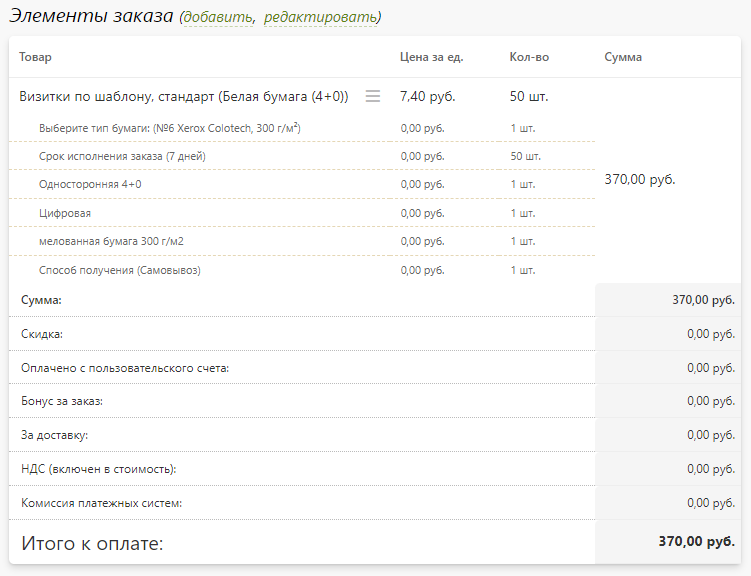 Элементы заказа (добавить, редактировать)
Товар Цена за ед. Кол-во Сумма
Визитки по шаблону, стандарт (Белая бумага (4+0)) 7,40 руб. 50 шт.
Выберите тип бумаги: (№6 Xerox Colotech, 300 г/м²) 0,00 руб. 1 шт.
Срок исполнения заказа (7 дней) 0,00 руб. 50 шт.
370,00 руб.
Односторонняя 4+0 0,00 руб. 1 шт.
Цифровая 0,00 руб. 1 шт.
мелованная бумага 300 г/м2 0,00 руб. 1 шт.
Способ получения (Самовывоз) 0,00 руб. 1 шт.
Сумма: 370,00 руб.
Скидка: 0,00 руб.
Оплачено с пользовательского счета: 0,00 руб.
Бонус за заказ: 0,00 руб.
За доставку: 0,00 руб.
НДС (включен в стоимость): 0,00 руб.
Комиссия платежных систем: 0,00 руб.
Итого к оплате: 370,00 руб.